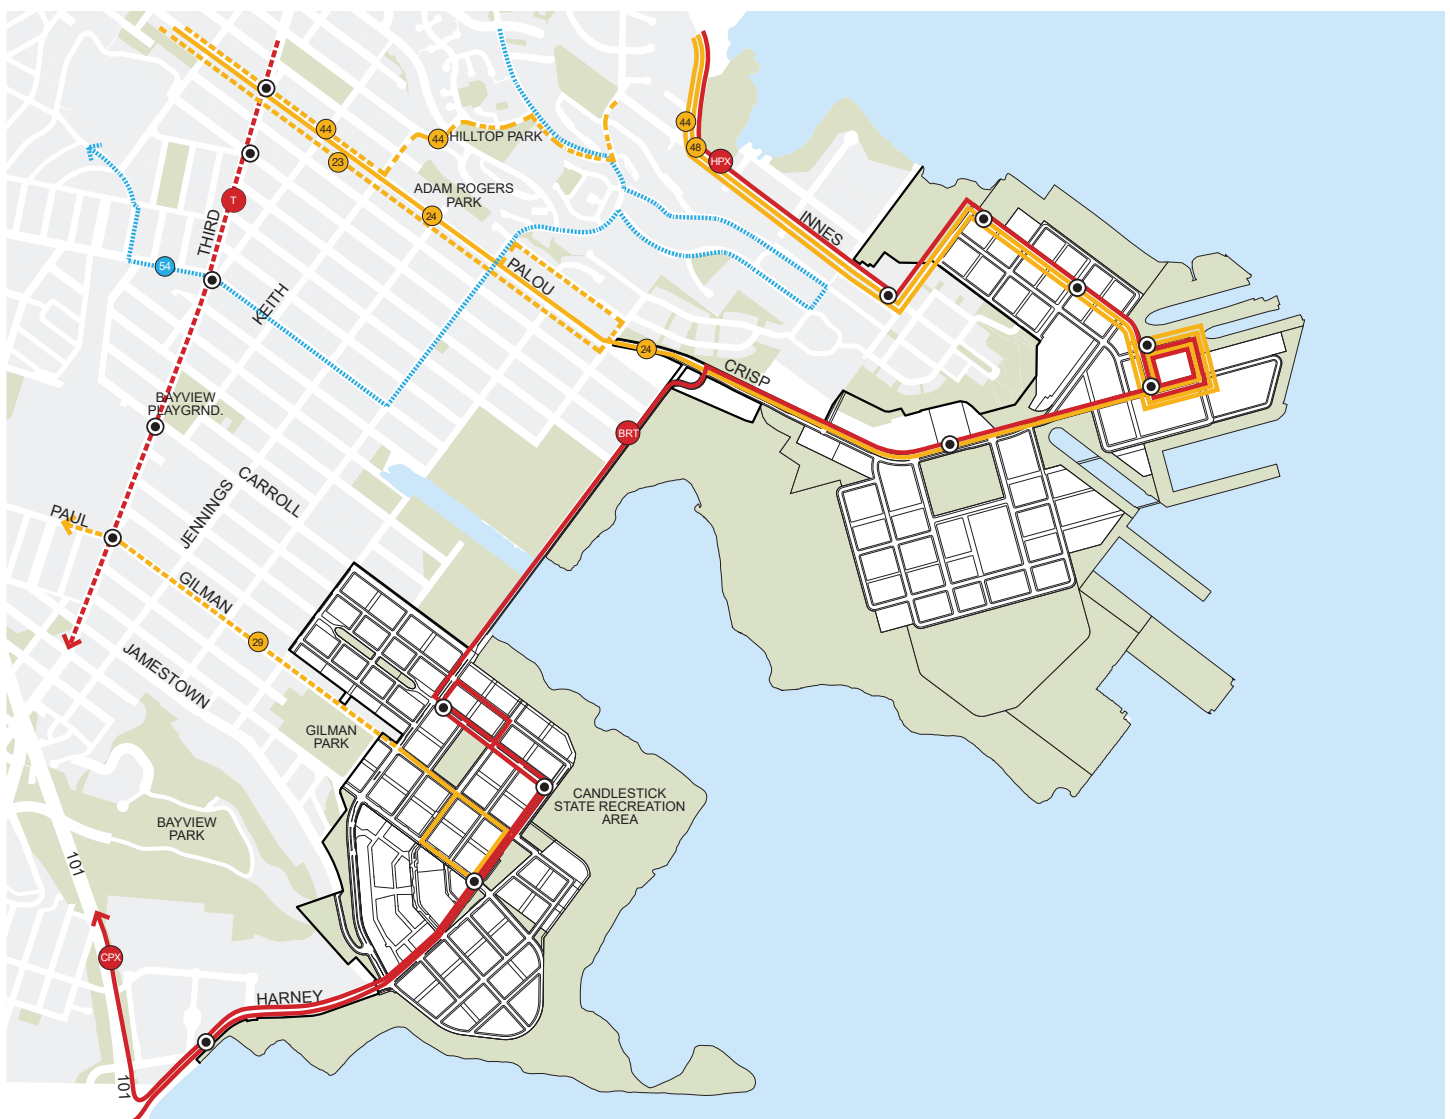 44
44
HILLTOP PARK
44
48
HPX
23
ADAM ROGERS
PARK
24
T
THIRD
INNES
54
KEITH
PALOU
24
CRISP
BAYVIEW
PLAYGRND.
BRT
CARROLL
JENNINGS
PAUL
GILMAN
29
JAMESTOWN
GILMAN
PARK
CANDLESTICK
STATE RECREATION
AREA
BAYVIEW
PARK
101
CPX
HARNEY
101